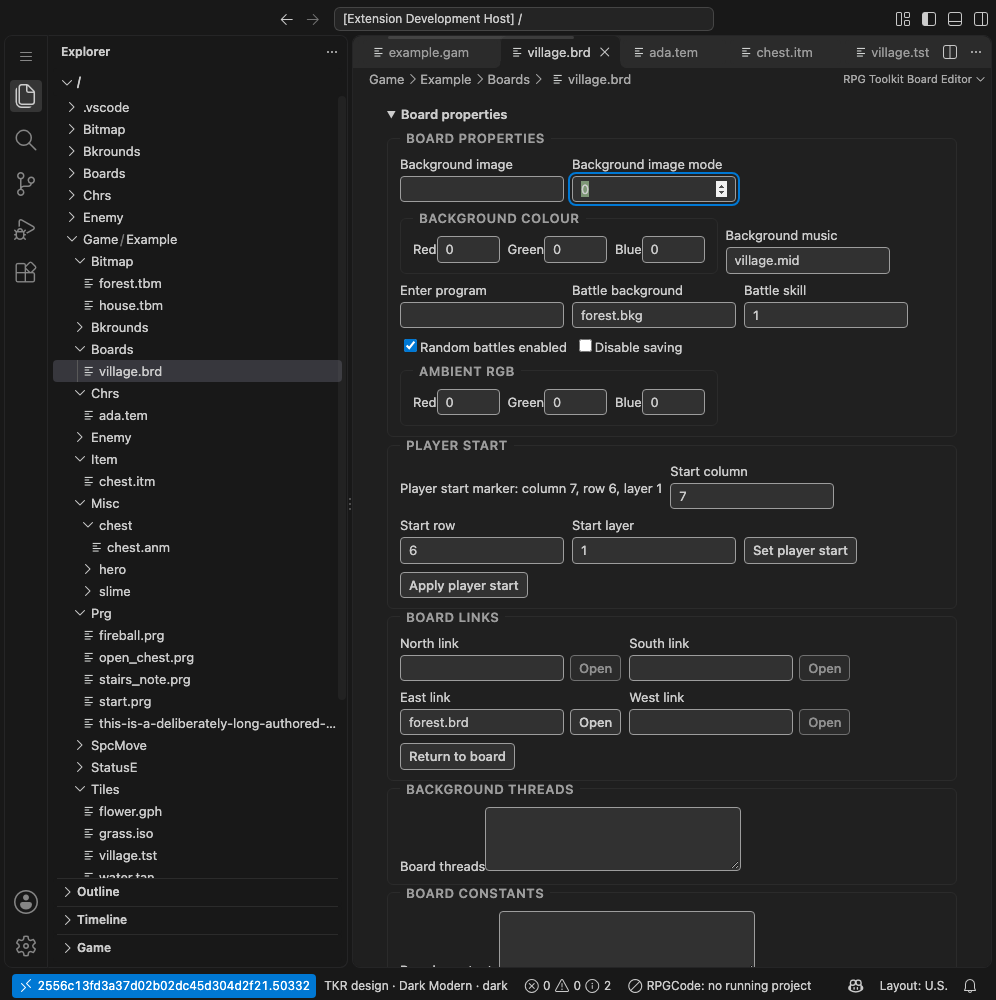 [Extension Development Host] /
Explorer
/
.vscode
Bitmap
Bkrounds
Boards
Chrs
Enemy
Game / Example
Bitmap
forest.tbm
house.tbm
Bkrounds
Boards
village.brd
Chrs
ada.tem
Enemy
Item
chest.itm
Misc
chest
chest.anm
hero
slime
Prg
fireball.prg
open_chest.prg
stairs_note.prg
start.prg
this-is-a-deliberately-long-authored-...
SpcMove
StatusE
Tiles
flower.gph
grass.iso
village.tst
water.tan
Outline
Timeline
Game
example.gam village.brd ada.tem chest.itm village.tst
Game > Example > Boards > village.brd
RPG Toolkit Board Editor
Board properties
BOARD PROPERTIES
Background image Background image mode
0
BACKGROUND COLOUR
Red 0 Green 0 Blue 0
Background music
village.mid
Enter program Battle background Battle skill
forest.bkg 1
Random battles enabled Disable saving
AMBIENT RGB
Red 0 Green 0 Blue 0
PLAYER START
Player start marker: column 7, row 6, layer 1
Start column
7
Start row Start layer
6 1 Set player start
Apply player start
BOARD LINKS
North link South link
Open Open
East link West link
forest.brd Open Open
Return to board
BACKGROUND THREADS
Board threads
BOARD CONSTANTS
2556c13fd3a37d02b02dc45d304d2f21.50332 TKR design · Dark Modern · dark 0 0 2 RPGCode: no running project Layout: U.S.